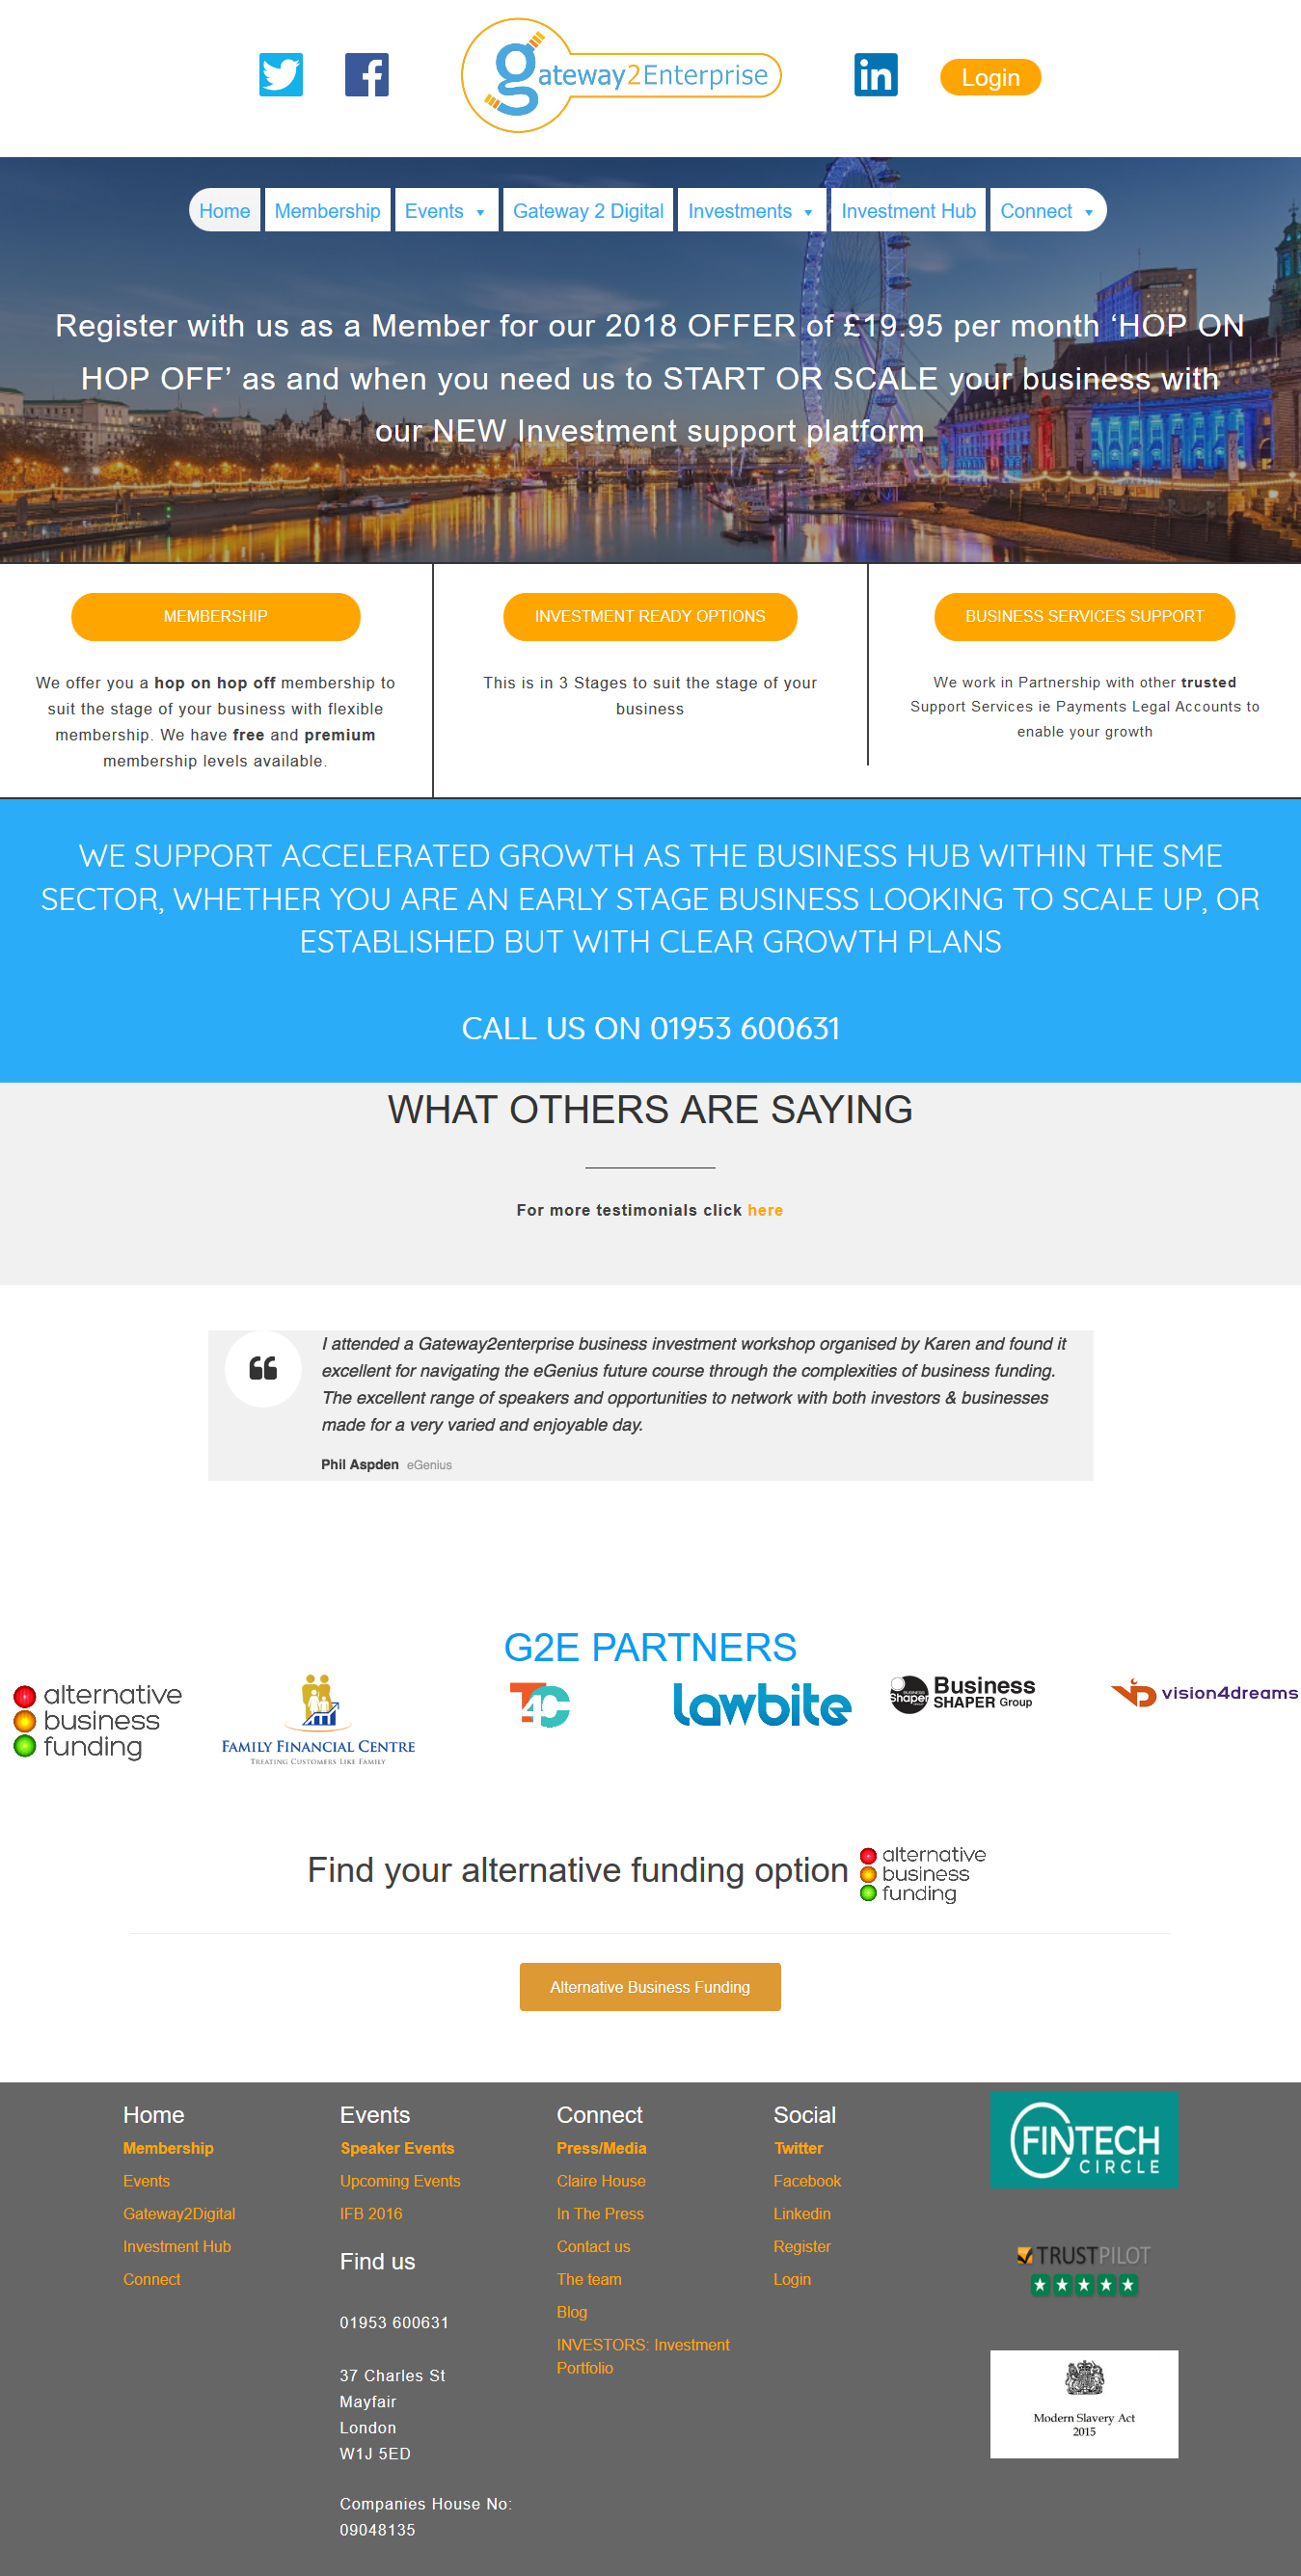 gateway2Enterprise
Login
Home
Membership
Events
Gateway 2 Digital
Investments
Investment Hub
Connect
Register with us as a Member for our 2018 OFFER of £19.95 per month ‘HOP ON
HOP OFF’ as and when you need us to START OR SCALE your business with
our NEW Investment support platform
MEMBERSHIP
We offer you a hop on hop off membership to
suit the stage of your business with flexible
membership. We have free and premium
membership levels available.
INVESTMENT READY OPTIONS
This is in 3 Stages to suit the stage of your
business
BUSINESS SERVICES SUPPORT
We work in Partnership with other trusted
Support Services ie Payments Legal Accounts to
enable your growth
WE SUPPORT ACCELERATED GROWTH AS THE BUSINESS HUB WITHIN THE SME
SECTOR, WHETHER YOU ARE AN EARLY STAGE BUSINESS LOOKING TO SCALE UP, OR
ESTABLISHED BUT WITH CLEAR GROWTH PLANS
CALL US ON 01953 600631
WHAT OTHERS ARE SAYING
For more testimonials click here
I attended a Gateway2enterprise business investment workshop organised by Karen and found it
excellent for navigating the eGenius future course through the complexities of business funding.
The excellent range of speakers and opportunities to network with both investors & businesses
made for a very varied and enjoyable day.
Phil Aspden eGenius
G2E PARTNERS
alternative
business
funding
FAMILY FINANCIAL CENTRE
TREATING CUSTOMERS LIKE FAMILY
T4C
Lawbite
BUSINESS
Shaper
Business
SHAPER Group
vision4dreams
Find your alternative funding option
alternative
business
funding
Alternative Business Funding
Home
Membership
Events
Gateway2Digital
Investment Hub
Connect
Events
Speaker Events
Upcoming Events
IFB 2016
Find us
01953 600631
37 Charles St
Mayfair
London
W1J 5ED
Companies House No:
09048135
Connect
Press/Media
Claire House
In The Press
Contact us
The team
Blog
INVESTORS: Investment
Portfolio
Social
Twitter
Facebook
Linkedin
Register
Login
FINTECH
CIRCLE
TRUSTPILOT
Modern Slavery Act
2015